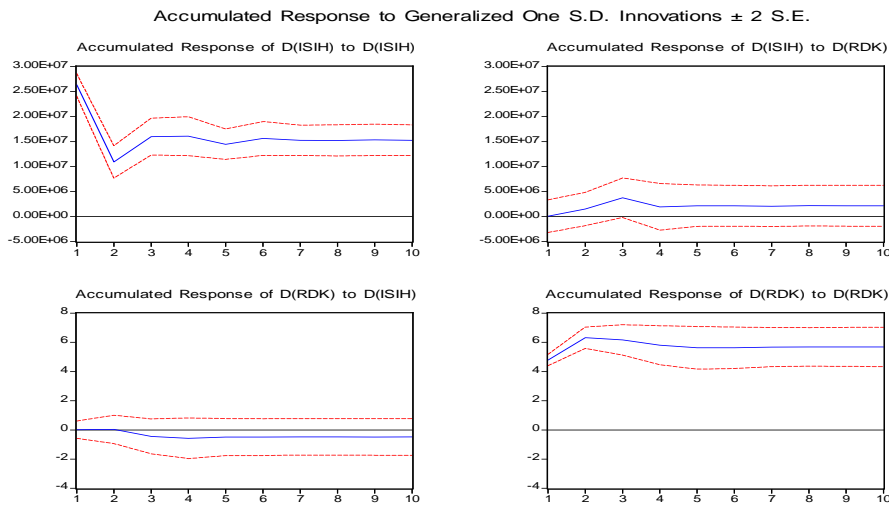 Accumulated Response to Generalized One S.D. Innovations ± 2 S.E.
Accumulated Response of D(ISIH) to D(ISIH)
3.00E+07
2.50E+07
2.00E+07
1.50E+07
1.00E+07
5.00E+06
0.00E+00
-5.00E+06
1 2 3 4 5 6 7 8 9 10
Accumulated Response of D(ISIH) to D(RDK)
3.00E+07
2.50E+07
2.00E+07
1.50E+07
1.00E+07
5.00E+06
0.00E+00
-5.00E+06
1 2 3 4 5 6 7 8 9 10
Accumulated Response of D(RDK) to D(ISIH)
8
6
4
2
0
-2
-4
1 2 3 4 5 6 7 8 9 10
Accumulated Response of D(RDK) to D(RDK)
8
6
4
2
0
-2
-4
1 2 3 4 5 6 7 8 9 10